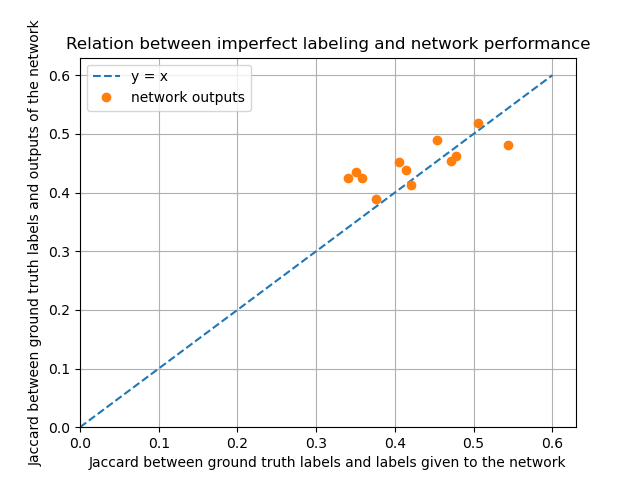 Relation between imperfect labeling and network performance
Jaccard between ground truth labels and outputs of the network
y = x
network outputs
0.6
0.5
0.4
0.3
0.2
0.1
0.0
0.0 0.1 0.2 0.3 0.4 0.5 0.6
Jaccard between ground truth labels and labels given to the network